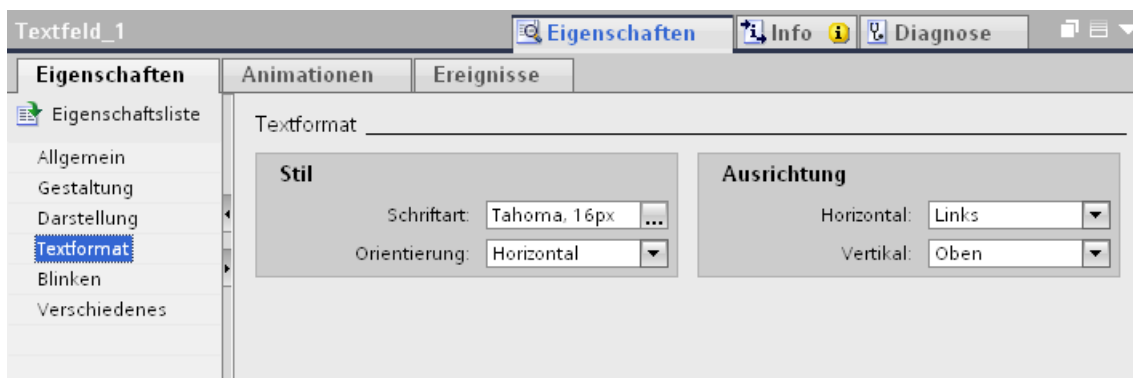 Textfeld_1
Eigenschaften Info Diagnose
Eigenschaften Animationen Ereignisse
Eigenschaftsliste
Allgemein
Gestaltung
Darstellung
Textformat
Blinken
Verschiedenes
Textformat
Stil
Schriftart: Tahoma, 16px ...
Orientierung: Horizontal
Ausrichtung
Horizontal: Links
Vertikal: Oben